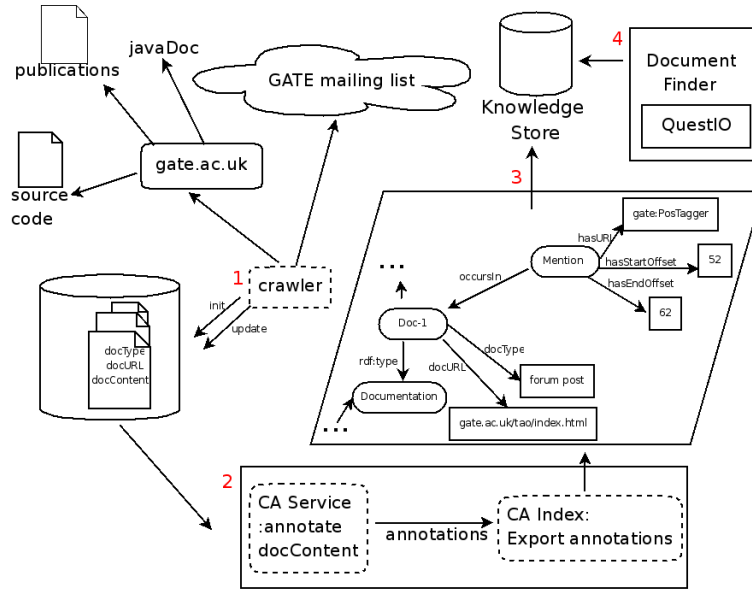 publications
javaDoc
GATE mailing list
gate.ac.uk
source
code
1
crawler
init
update
docType
docURL
docContent
Knowledge
Store
4
Document
Finder
QuestIO
3
gate:PosTagger
hasURL
Mention
hasStartOffset
52
hasEndOffset
62
occursIn
...
Doc-1
rdf:type
docURL
docType
forum post
Documentation
gate.ac.uk/tao/index.html
...
2
CA Service
:annotate
docContent
annotations
CA Index:
Export annotations